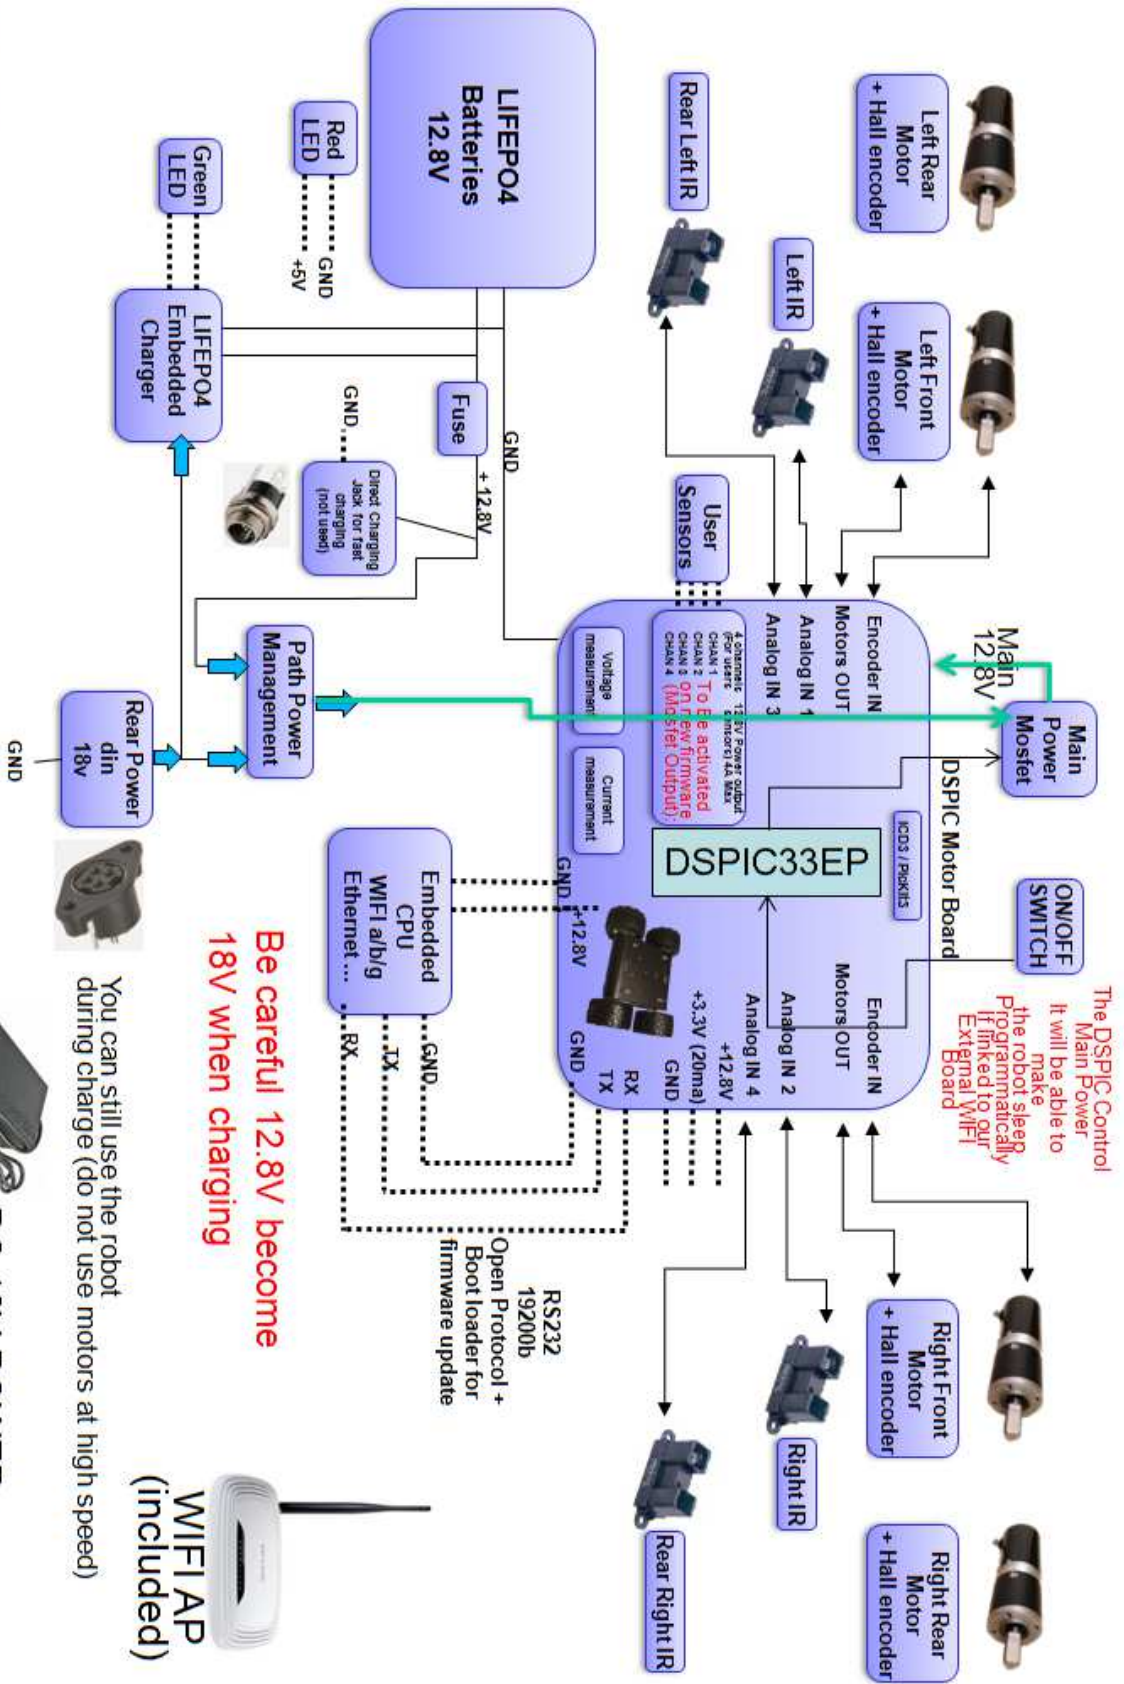 Left Rear
Motor
+ Hall encoder
Left Front
Motor
+ Hall encoder
Main
Power
Mosfet
Main
12.8V
ON/OFF
SWITCH
The DSPIC Control
Main Power
It will be able to
make
the robot sleep
Programmatically
If linked to our
External WIFI
Board
Right Front
Motor
+ Hall encoder
Right Rear
Motor
+ Hall encoder
Rear Left IR
Left IR
Right IR
Rear Right IR
User
Sensors
DSPIC Motor Board
ICD3 / PicKit3
Encoder IN
Motors OUT
Analog IN 1
Analog IN 3
4 channels 12.8V Power output
(For users sensors) 4A Max
CHAN 1
CHAN 2
CHAN 3
CHAN 4
To Be activated
on new firmware
(Mosfet Output):
DSPIC33EP
Voltage
measurement
Current
measurement
Encoder IN
Motors OUT
Analog IN 2
Analog IN 4
+12.8V
+3.3V (20ma)
GND
RX
TX
GND
GND
+12.8V
LIFEPO4
Batteries
12.8V
Red
LED
GND
+5V
Green
LED
LIFEPO4
Embedded
Charger
Fuse
GND
+ 12.8V
GND
Direct Charging
Jack for fast
charging
(not used)
Path Power
Management
Rear Power
din
18v
GND
Embedded
CPU
WIFI a/b/g
Ethernet ...
GND
TX
RX
RS232
19200b
Open Protocol +
Boot loader for
firmware update
Be careful 12.8V become
18V when charging
You can still use the robot
during charge (do not use motors at high speed)
WIFI AP
(included)